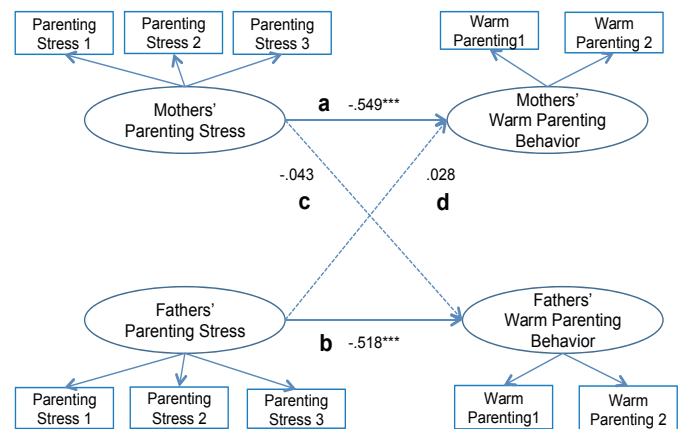 Parenting
Stress 1
Parenting
Stress 2
Parenting
Stress 3
Warm
Parenting1
Warm
Parenting 2
Mothers'
Parenting Stress
a
-.549***
Mothers'
Warm Parenting
Behavior
-.043
c
.028
d
Fathers'
Parenting Stress
b
-.518***
Fathers'
Warm Parenting
Behavior
Parenting
Stress 1
Parenting
Stress 2
Parenting
Stress 3
Warm
Parenting1
Warm
Parenting 2